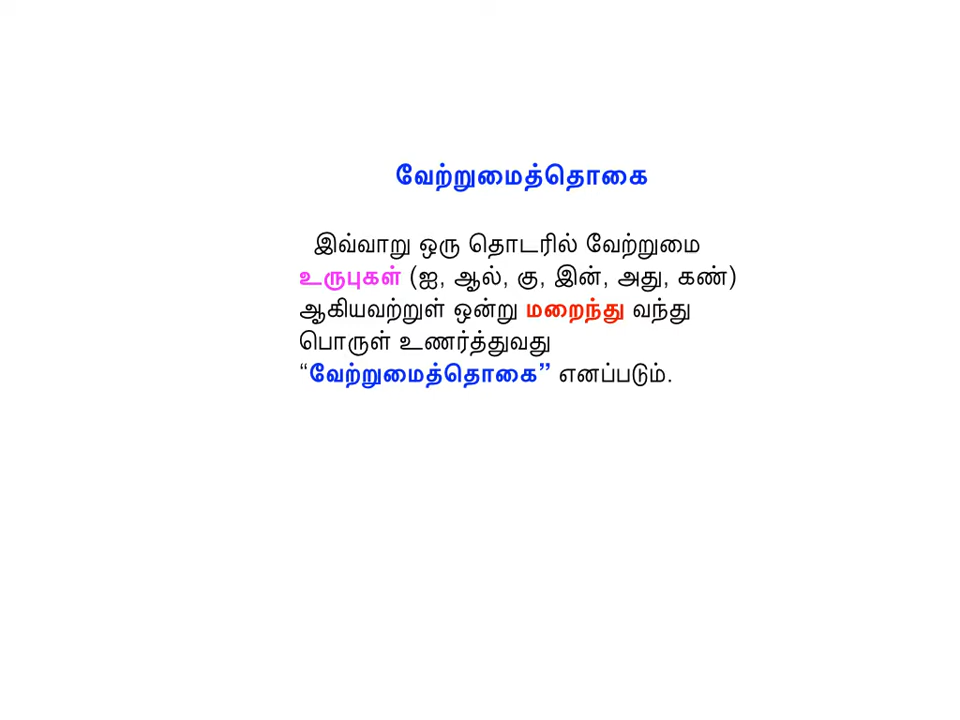 வேற்றுமைத்தொகை
இவ்வாறு ஒரு தொடரில் வேற்றுமை
உருபுகள் (ஐ, ஆல், கு, இன், அது, கண்)
ஆகியவற்றுள் ஒன்று மறைந்து வந்து
பொருள் உணர்த்துவது
“வேற்றுமைத்தொகை” எனப்படும்.